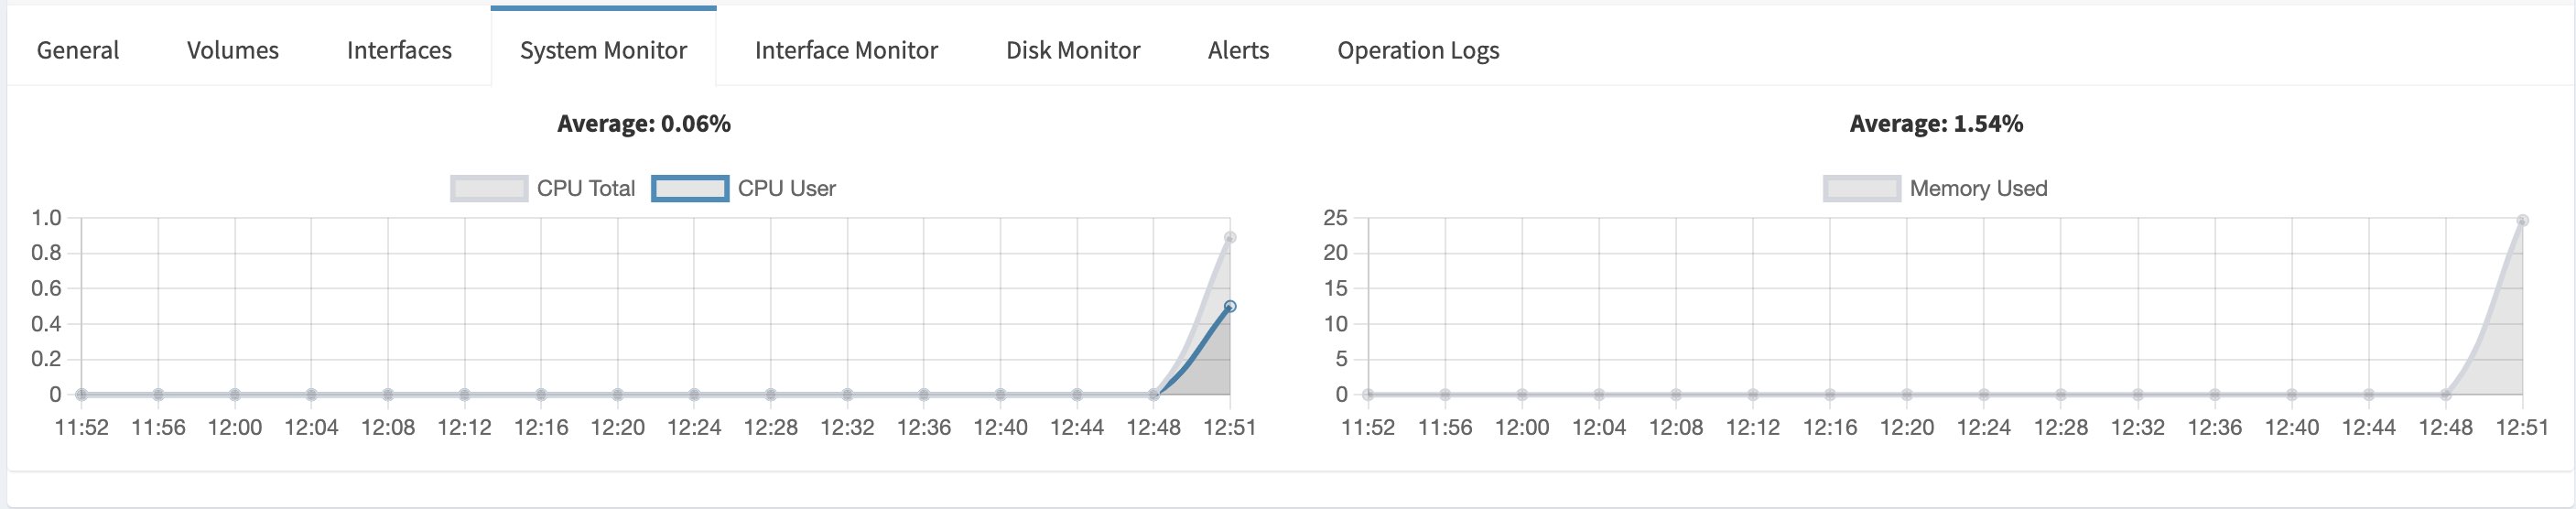 General Volumes Interfaces System Monitor Interface Monitor Disk Monitor Alerts Operation Logs
Average: 0.06%
CPU Total CPU User
1.0
0.8
0.6
0.4
0.2
0
11:52 11:56 12:00 12:04 12:08 12:12 12:16 12:20 12:24 12:28 12:32 12:36 12:40 12:44 12:48 12:51
Average: 1.54%
Memory Used
25
20
15
10
5
0
11:52 11:56 12:00 12:04 12:08 12:12 12:16 12:20 12:24 12:28 12:32 12:36 12:40 12:44 12:48 12:51